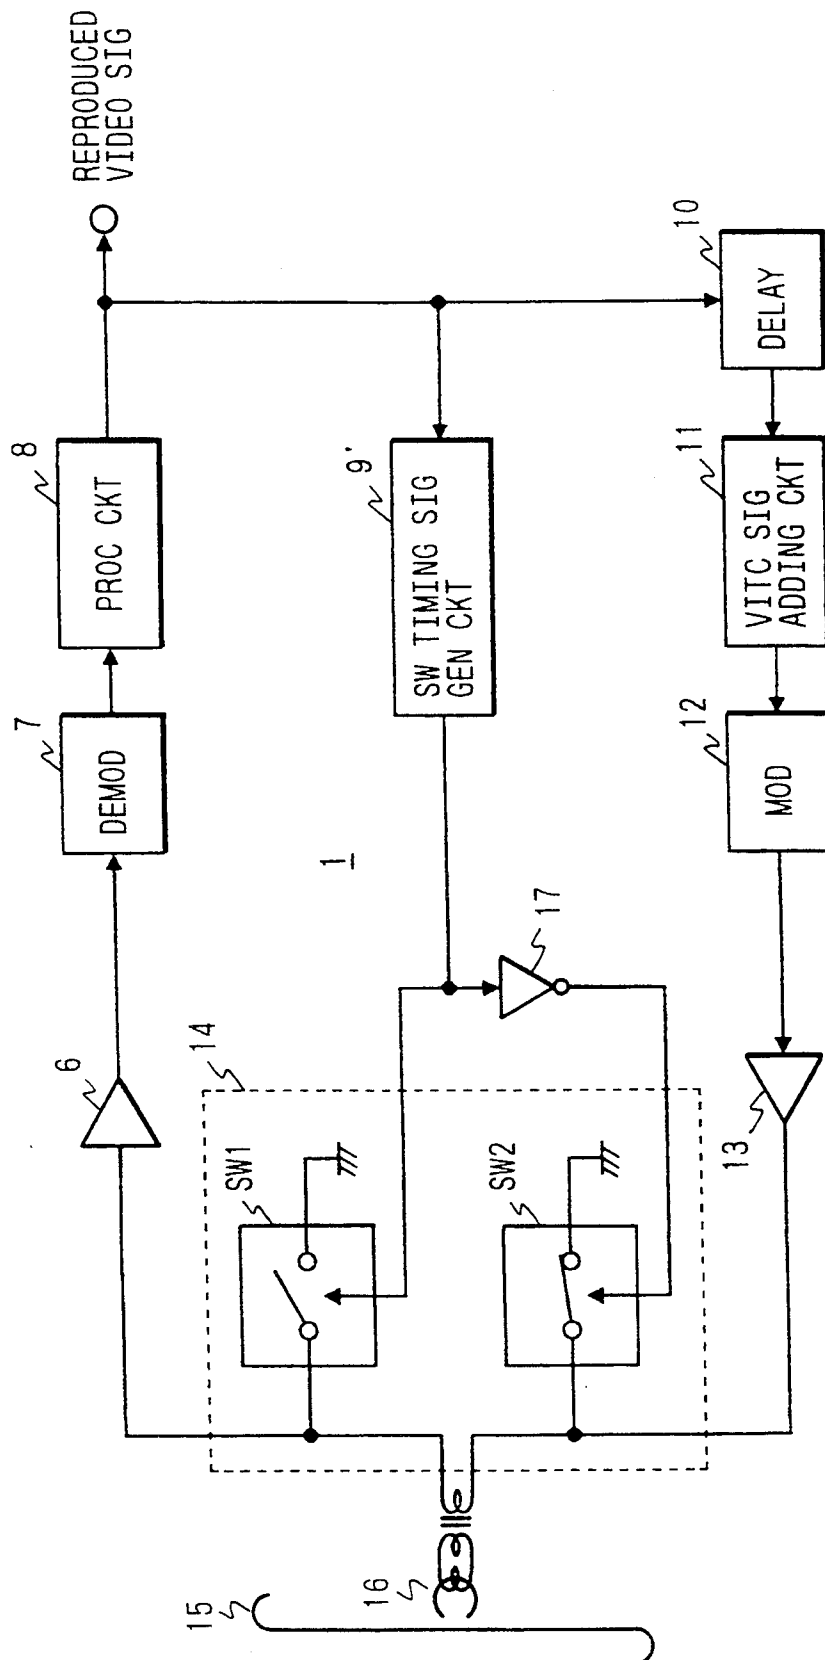 REPRODUCED
VIDEO SIG
6
7
DEMOD
8
PROC CKT
14
SW1
SW2
1
17
9'
SW TIMING SIG
GEN CKT
15
16
13
12
MOD
11
VITC SIG
ADDING CKT
10
DELAY